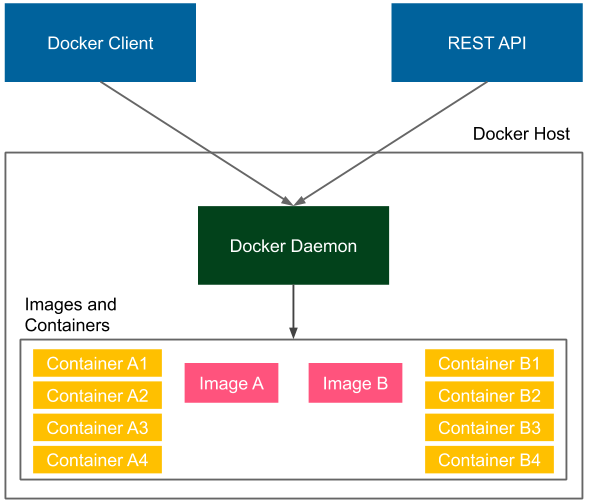 Docker Client
REST API
Docker Host
Docker Daemon
Images and
Containers
Container A1
Container A2
Container A3
Container A4
Image A
Image B
Container B1
Container B2
Container B3
Container B4